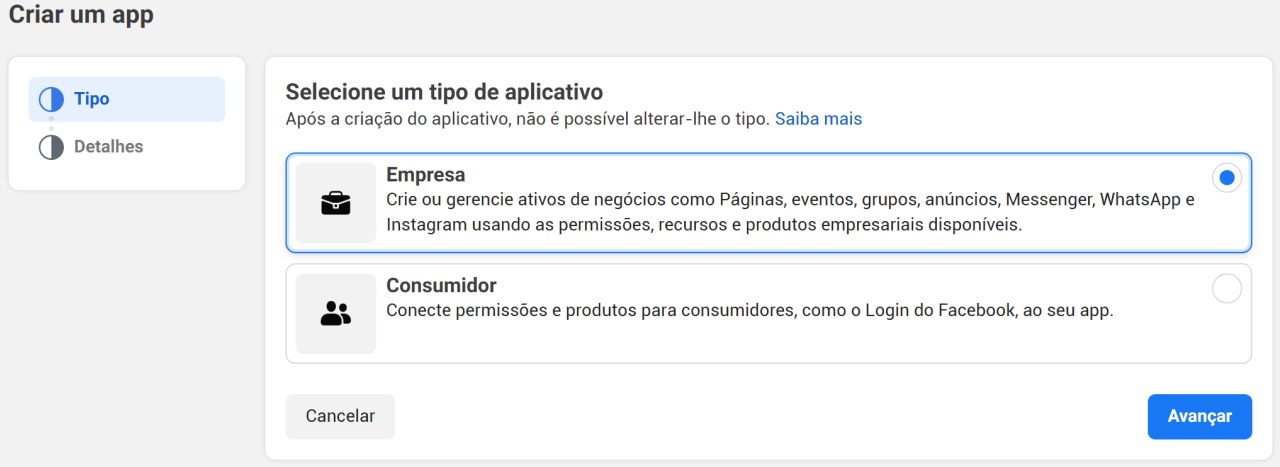 Criar um app
Tipo
Detalhes
Selecione um tipo de aplicativo
Após a criação do aplicativo, não é possível alterar-lhe o tipo. Saiba mais
Empresa
Crie ou gerencie ativos de negócios como Páginas, eventos, grupos, anúncios, Messenger, WhatsApp e
Instagram usando as permissões, recursos e produtos empresariais disponíveis.
Consumidor
Conecte permissões e produtos para consumidores, como o Login do Facebook, ao seu app.
Cancelar
Avançar